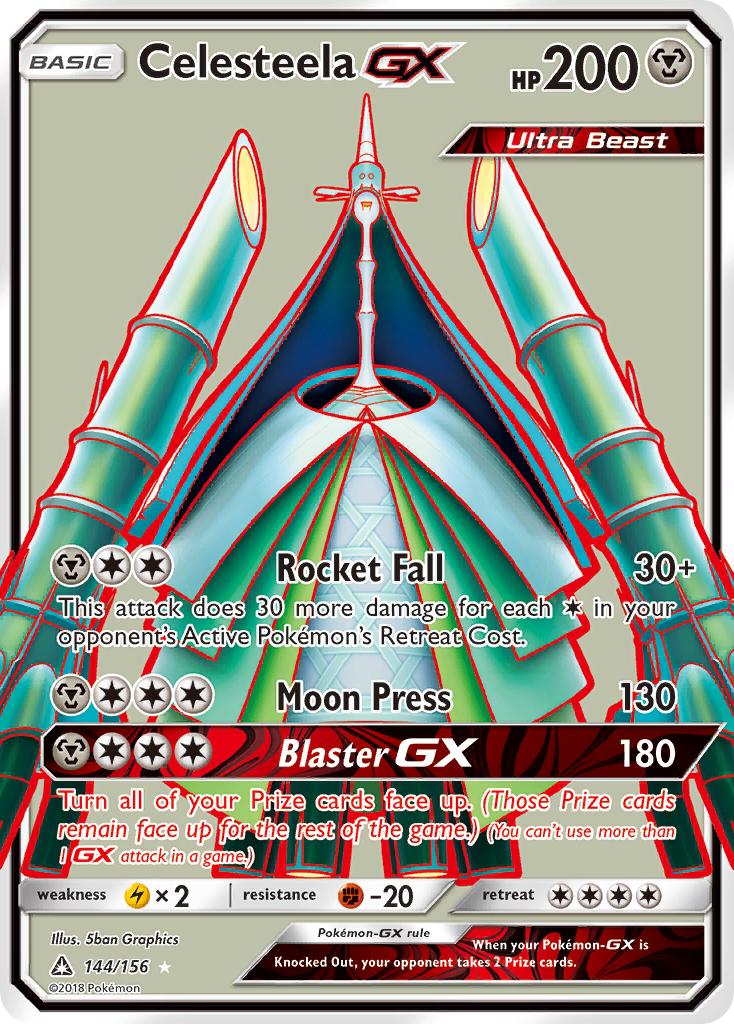 BASIC Celesteela GX HP200
Ultra Beast
Rocket Fall 30+
This attack does 30 more damage for each in your
opponent's Active Pokémon's Retreat Cost.
Moon Press 130
Blaster GX 180
Turn all of your Prize cards face up. (Those Prize cards
remain face up for the rest of the game.) (You can't use more than
1 GX attack in a game.)
weakness ×2 resistance -20 retreat
Illus. 5ban Graphics
Pokémon-GX rule
When your Pokémon-GX is
Knocked Out, your opponent takes 2 Prize cards.
144/156
©2018 Pokémon